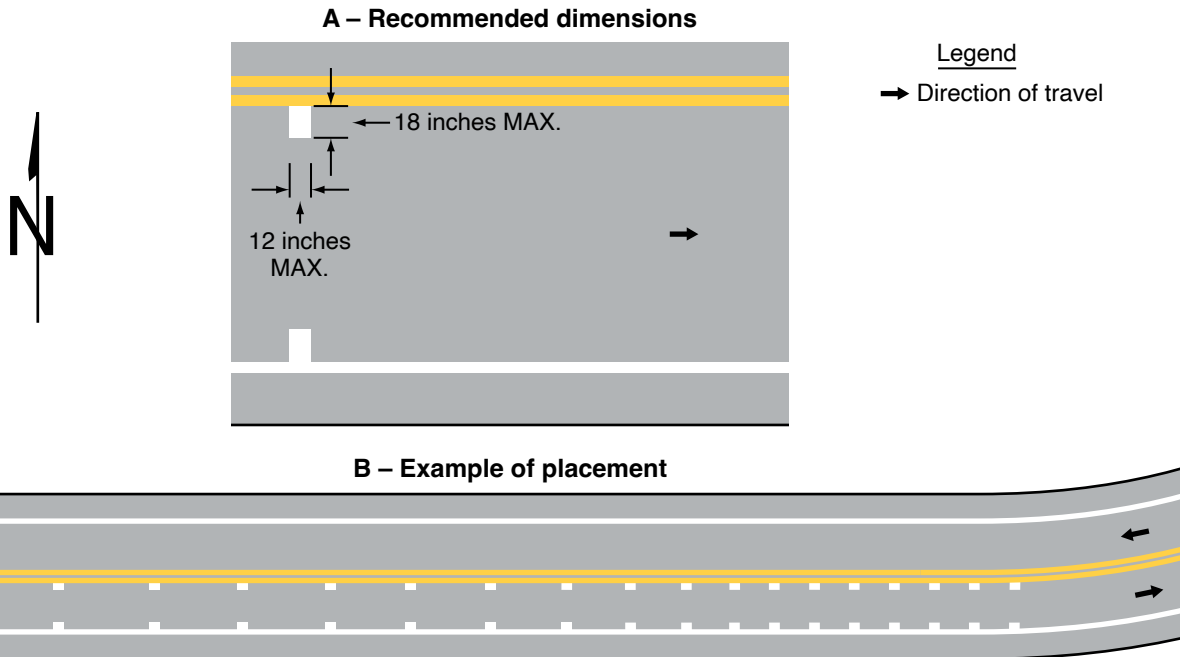 A – Recommended dimensions
Legend
Direction of travel
18 inches MAX.
N
12 inches
MAX.
B – Example of placement